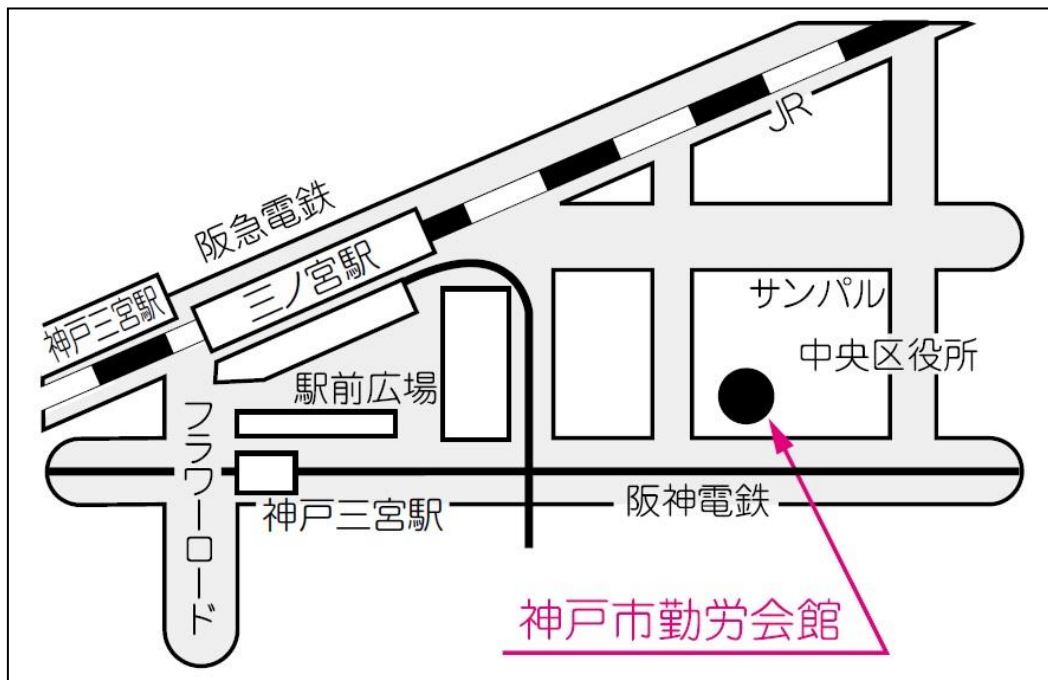 JR
阪急電鉄
三ノ宮駅
神戸三宮駅
サンパル
中央区役所
駅前広場
フラワーロード
神戸三宮駅
阪神電鉄
神戸市勤労会館